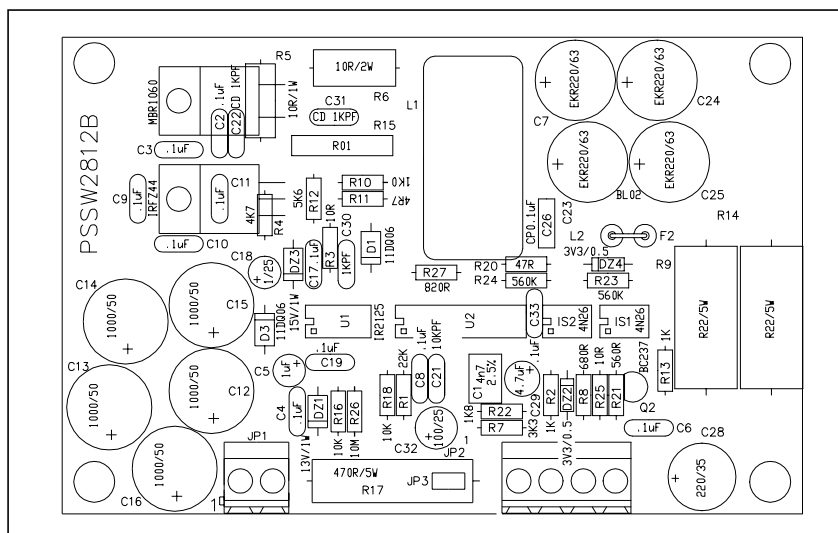 PSSW2812B
MBR1060
R5
.1uF
CD 1KPF
C2
C22
10R/1W
10R/2W
R6
C31
CD 1KPF
R15
R01
C3
.1uF
L1
EKR220/63
EKR220/63
C7
C24
EKR220/63
EKR220/63
C23
C25
BL02
R14
C9
.1uF
IRFZ44
.1uF
C11
4K7
R4
.1uF
C10
5K6
R12
R10
1K0
R11
4R7
10R
R3
C30
1KPF
D1
11DQ06
C18
1/25
DZ3
15V/1W
C17
.1uF
CP0.1uF
C26
L2
F2
3V3/0.5
DZ4
R9
R22/5W
R22/5W
R27
820R
R20
47R
R24
560K
R23
560K
C14
1000/50
C15
1000/50
D3
11DQ06
U1
IR2125
U2
C33
.1uF
IS2
4N26
IS1
4N26
C13
1000/50
C12
1000/50
C16
1000/50
C5
1uF
.1uF
C19
C4
.1uF
DZ1
13V/1W
R16
10K
R26
10M
R18
10K
R1
22K
C8
.1uF
C21
10KPF
C32
100/25
C1
4n7
2.5%
4.7uF
C29
1K8
R22
R7
3K3
R2
1K
DZ2
3V3/0.5
680R
R8
10R
R25
560R
R21
BC237
Q2
R13
1K
.1uF
C6
C28
220/35
JP1
1
470R/5W
R17
JP2
JP3
1